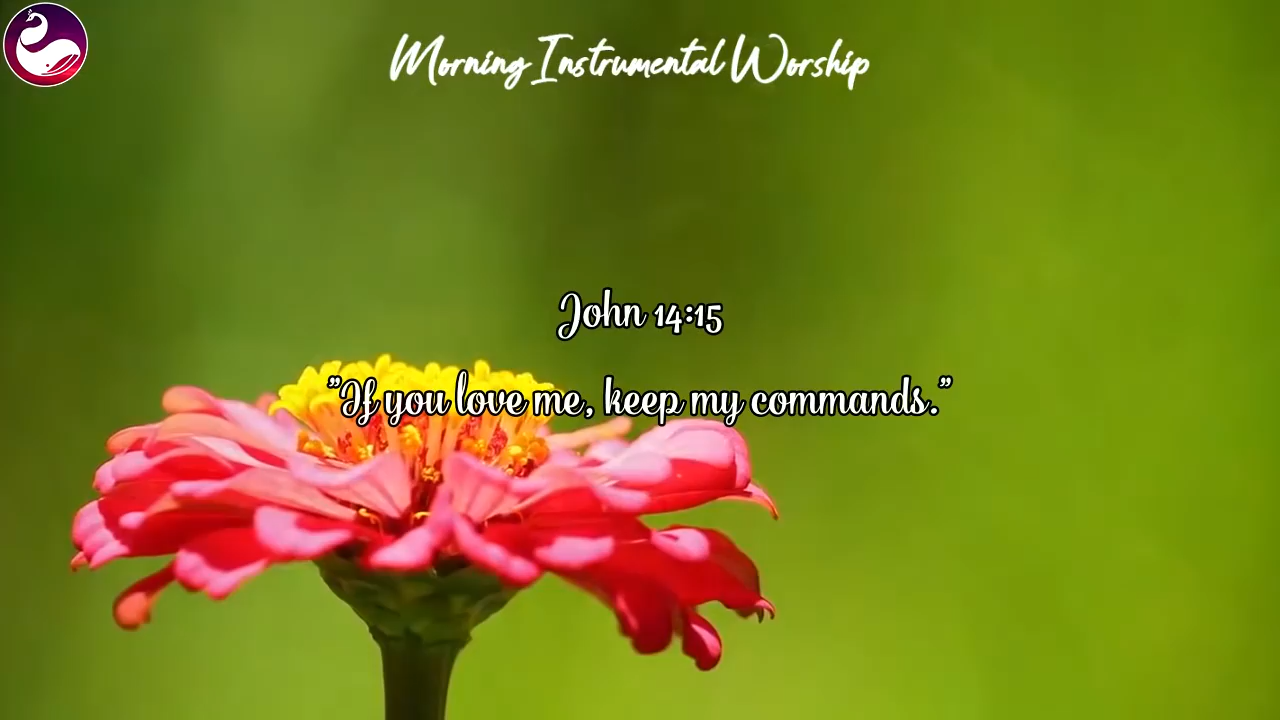 Morning Instrumental Worship
John 14:15
"If you love me, keep my commands."